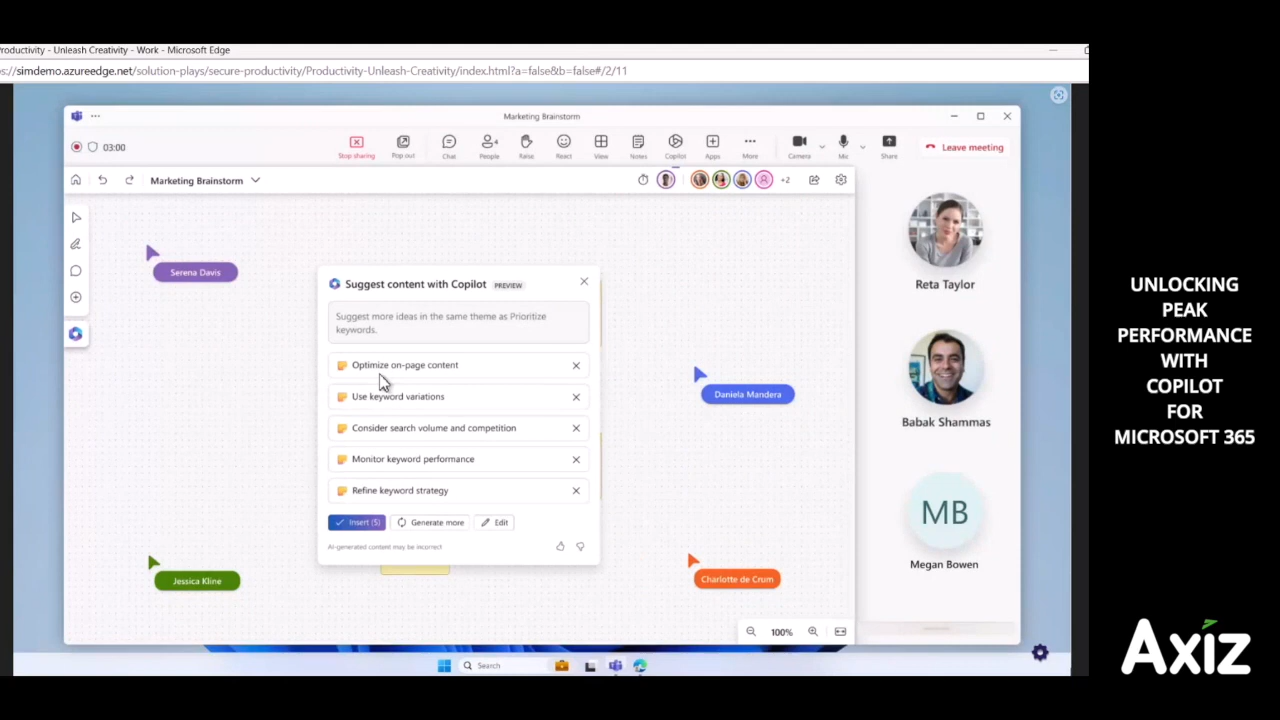 roductivity - Unleash Creativity - Work - Microsoft Edge
s://simdemo.azureedge.net/solution-plays/secure-productivity/Productivity-Unleash-Creativity/index.html?a=false&b=false#/2/11
Marketing Brainstorm
03:00
Stop sharing
Pop out
Chat
4
People
Raise
React
View
Notes
Copilot
Apps
More
Camera
Mic
Share
Leave meeting
Marketing Brainstorm
+2
Serena Davis
Suggest content with Copilot PREVIEW
Suggest more ideas in the same theme as Prioritize
keywords.
Optimize on-page content
Use keyword variations
Consider search volume and competition
Monitor keyword performance
Refine keyword strategy
Insert (5)
Generate more
Edit
AI-generated content may be incorrect
Daniela Mandera
Jessica Kline
Charlotte de Crum
100%
Reta Taylor
Babak Shammas
MB
Megan Bowen
Search
UNLOCKING
PEAK
PERFORMANCE
WITH
COPILOT
FOR
MICROSOFT 365
Axiz